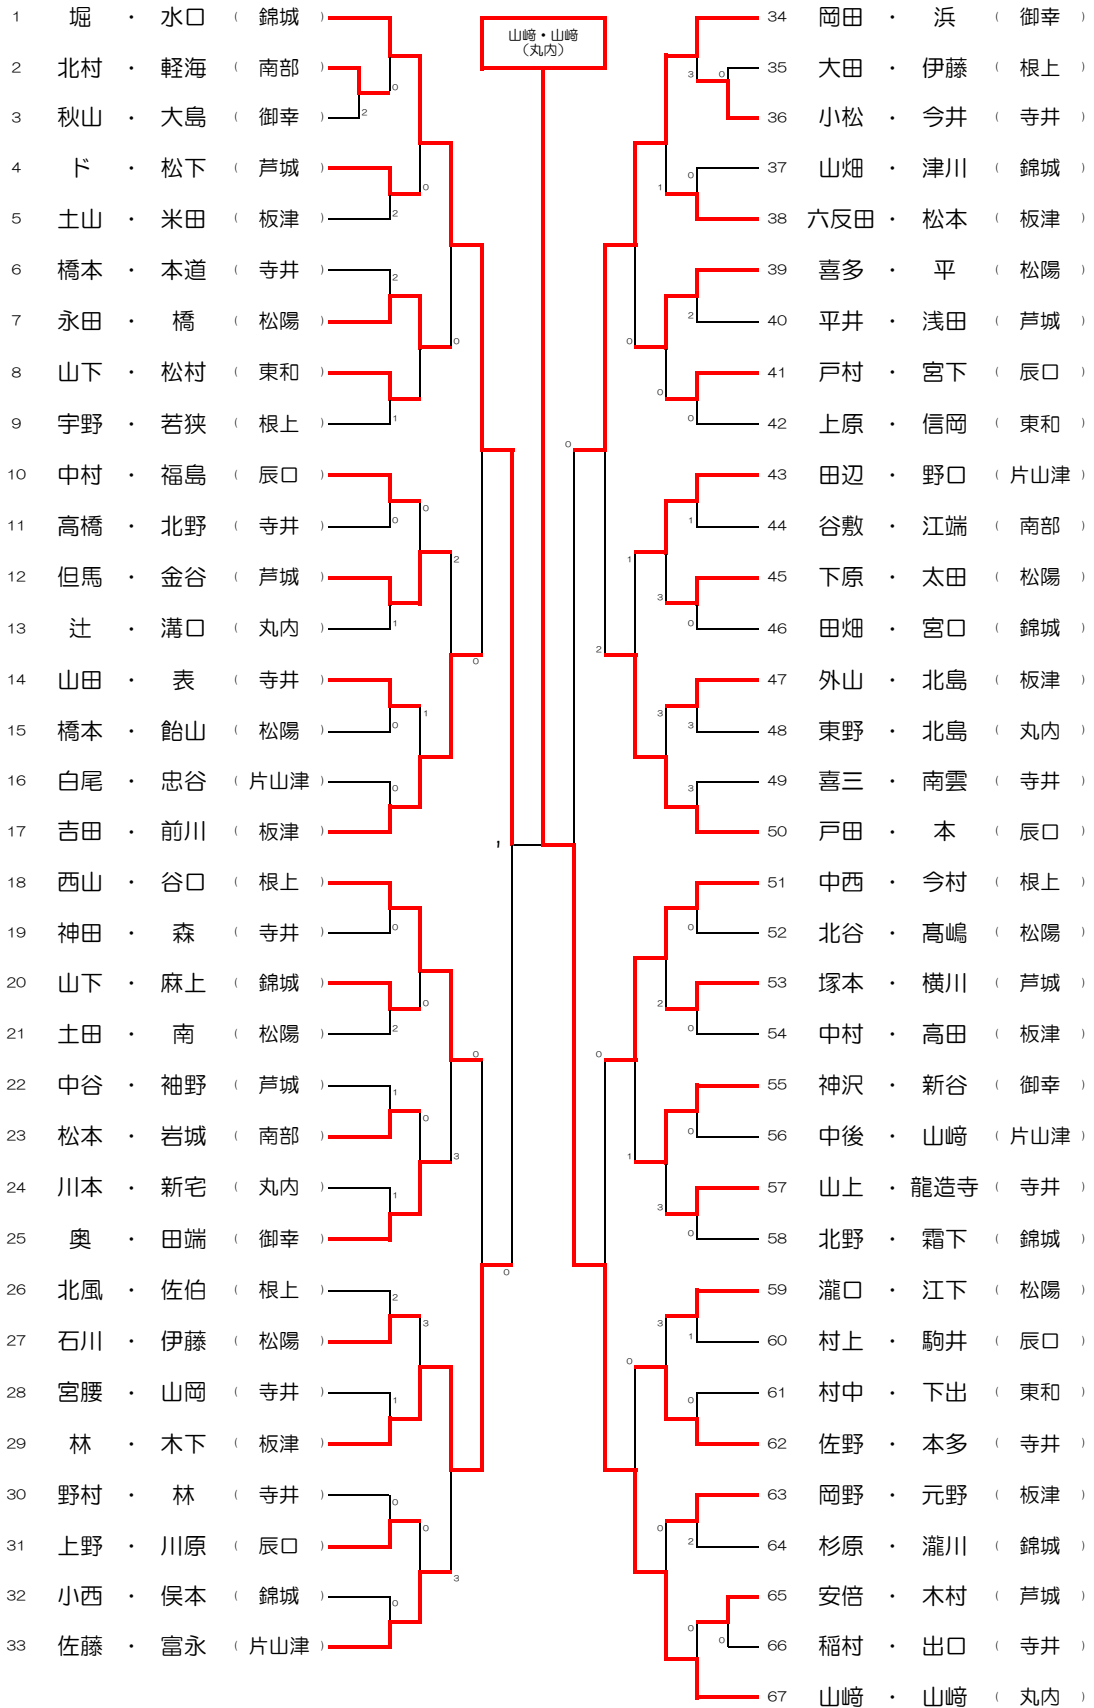 山﨑・山﨑
（丸内）
1 堀 ・ 水口 （ 錦城 ）
2 北村 ・ 軽海 （ 南部 ）
3 秋山 ・ 大島 （ 御幸 ）
4 ド ・ 松下 （ 芦城 ）
5 土山 ・ 米田 （ 板津 ）
6 橋本 ・ 本道 （ 寺井 ）
7 永田 ・ 橋 （ 松陽 ）
8 山下 ・ 松村 （ 東和 ）
9 宇野 ・ 若狭 （ 根上 ）
10 中村 ・ 福島 （ 辰口 ）
11 高橋 ・ 北野 （ 寺井 ）
12 但馬 ・ 金谷 （ 芦城 ）
13 辻 ・ 溝口 （ 丸内 ）
14 山田 ・ 表 （ 寺井 ）
15 橋本 ・ 飴山 （ 松陽 ）
16 白尾 ・ 忠谷 （ 片山津 ）
17 吉田 ・ 前川 （ 板津 ）
18 西山 ・ 谷口 （ 根上 ）
19 神田 ・ 森 （ 寺井 ）
20 山下 ・ 麻上 （ 錦城 ）
21 土田 ・ 南 （ 松陽 ）
22 中谷 ・ 袖野 （ 芦城 ）
23 松本 ・ 岩城 （ 南部 ）
24 川本 ・ 新宅 （ 丸内 ）
25 奥 ・ 田端 （ 御幸 ）
26 北風 ・ 佐伯 （ 根上 ）
27 石川 ・ 伊藤 （ 松陽 ）
28 宮腰 ・ 山岡 （ 寺井 ）
29 林 ・ 木下 （ 板津 ）
30 野村 ・ 林 （ 寺井 ）
31 上野 ・ 川原 （ 辰口 ）
32 小西 ・ 俣本 （ 錦城 ）
33 佐藤 ・ 富永 （ 片山津 ）
34 岡田 ・ 浜 （ 御幸 ）
35 大田 ・ 伊藤 （ 根上 ）
36 小松 ・ 今井 （ 寺井 ）
37 山畑 ・ 津川 （ 錦城 ）
38 六反田 ・ 松本 （ 板津 ）
39 喜多 ・ 平 （ 松陽 ）
40 平井 ・ 浅田 （ 芦城 ）
41 戸村 ・ 宮下 （ 辰口 ）
42 上原 ・ 信岡 （ 東和 ）
43 田辺 ・ 野口 （ 片山津 ）
44 谷敷 ・ 江端 （ 南部 ）
45 下原 ・ 太田 （ 松陽 ）
46 田畑 ・ 宮口 （ 錦城 ）
47 外山 ・ 北島 （ 板津 ）
48 東野 ・ 北島 （ 丸内 ）
49 喜三 ・ 南雲 （ 寺井 ）
50 戸田 ・ 本 （ 辰口 ）
51 中西 ・ 今村 （ 根上 ）
52 北谷 ・ 髙嶋 （ 松陽 ）
53 塚本 ・ 横川 （ 芦城 ）
54 中村 ・ 高田 （ 板津 ）
55 神沢 ・ 新谷 （ 御幸 ）
56 中後 ・ 山﨑 （ 片山津 ）
57 山上 ・ 龍造寺 （ 寺井 ）
58 北野 ・ 霜下 （ 錦城 ）
59 瀧口 ・ 江下 （ 松陽 ）
60 村上 ・ 駒井 （ 辰口 ）
61 村中 ・ 下出 （ 東和 ）
62 佐野 ・ 本多 （ 寺井 ）
63 岡野 ・ 元野 （ 板津 ）
64 杉原 ・ 瀧川 （ 錦城 ）
65 安倍 ・ 木村 （ 芦城 ）
66 稲村 ・ 出口 （ 寺井 ）
67 山﨑 ・ 山﨑 （ 丸内 ）